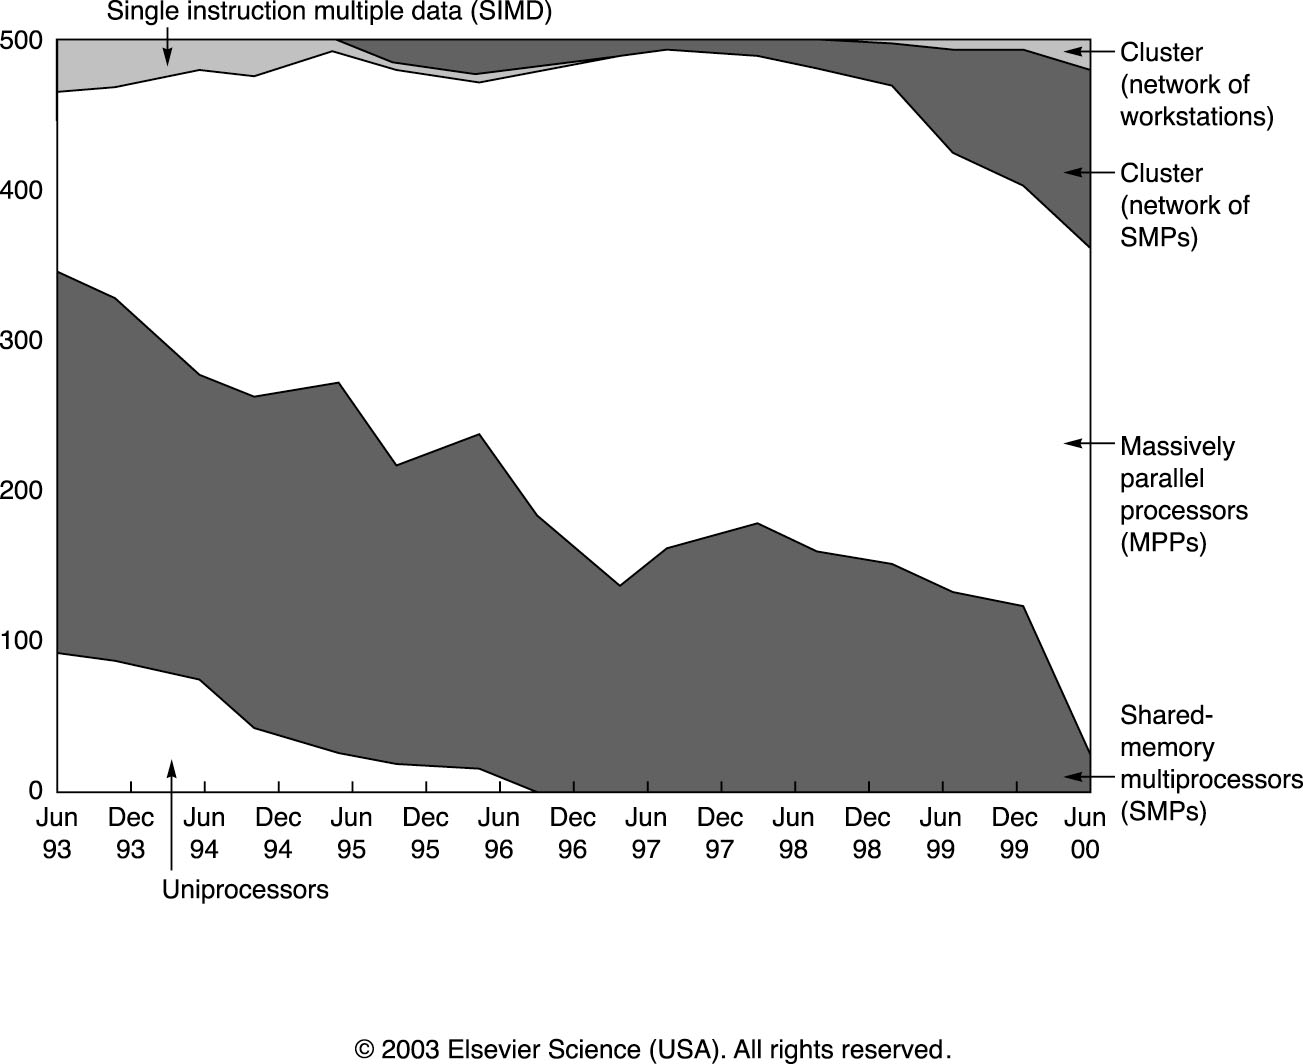 Single instruction multiple data (SIMD)
500
400
300
200
100
0
Cluster
(network of
workstations)
Cluster
(network of
SMPs)
Massively
parallel
processors
(MPPs)
Shared-
memory
multiprocessors
(SMPs)
Jun Dec Jun Dec Jun Dec Jun Dec Jun Dec Jun Dec Jun Dec Jun
93 93 94 94 95 95 96 96 97 97 98 98 99 99 00
Uniprocessors
© 2003 Elsevier Science (USA). All rights reserved.